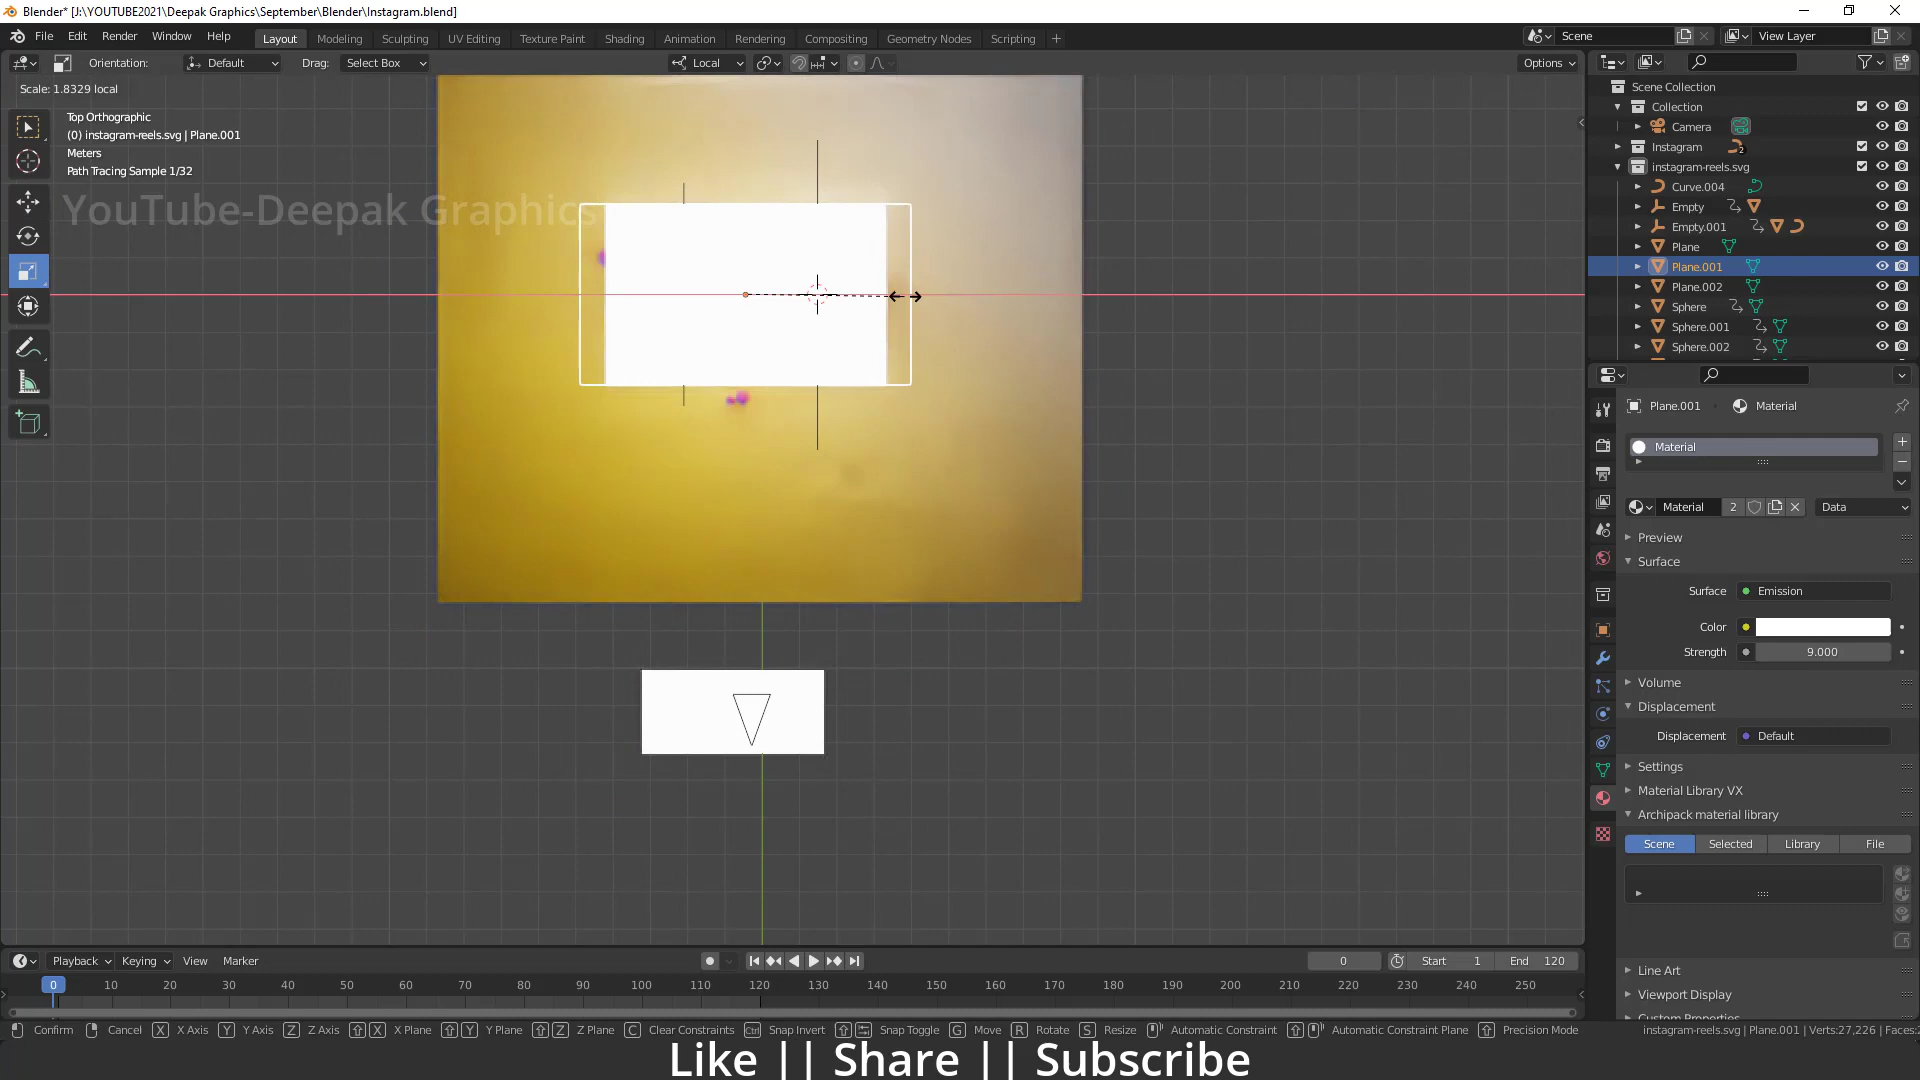 Blender* [J:\YOUTUBE2021\Deepak Graphics\September\Blender\Instagram.blend]
File Edit Render Window Help Layout Modeling Sculpting UV Editing Texture Paint Shading Animation Rendering Compositing Geometry Nodes Scripting + Scene View Layer
Orientation: Default Drag: Select Box Local Options
Scale: 1.8329 local
Top Orthographic
(0) instagram-reels.svg | Plane.001
Meters
Path Tracing Sample 1/32
YouTube-Deepak Graphics
Scene Collection
Collection
Camera
Instagram 2
instagram-reels.svg
Curve.004
Empty
Empty.001
Plane
Plane.001
Plane.002
Sphere
Sphere.001
Sphere.002
Plane.001 Material
Material
Material 2 Data
Preview
Surface
Surface Emission
Color
Strength 9.000
Volume
Displacement
Displacement Default
Settings
Material Library VX
Archipack material library
Scene Selected Library File
Line Art
Viewport Display
Playback Keying View Marker 0 Start 1 End 120
0 10 20 30 40 50 60 70 80 90 100 110 120 130 140 150 160 170 180 190 200 210 220 230 240 250
Confirm Cancel X X Axis Y Y Axis Z Z Axis X X Plane Y Y Plane Z Z Plane C Clear Constraints Ctrl Snap Invert Snap Toggle G Move R Rotate S Resize Automatic Constraint Automatic Constraint Plane Precision Mode instagram-reels.svg | Plane.001 | Verts:27,226 | Faces:
Like || Share || Subscribe